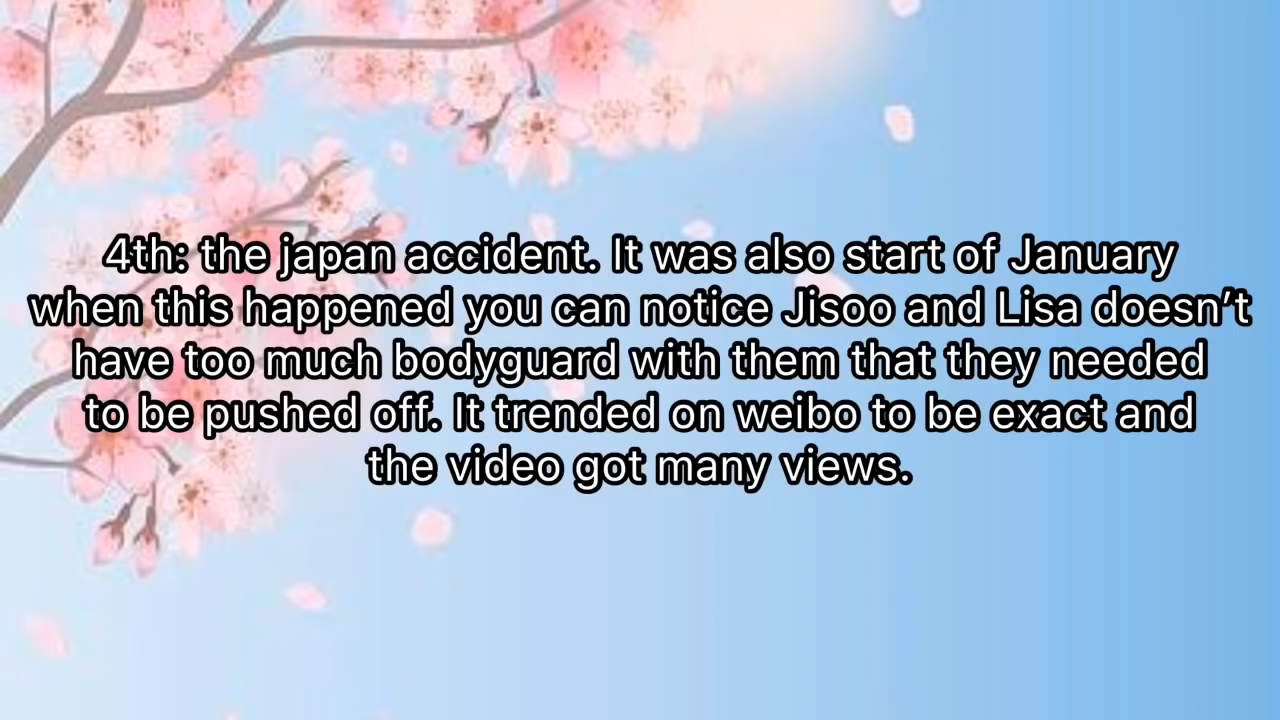 4th: the japan accident. It was also start of January
when this happened you can notice Jisoo and Lisa doesn’t
have too much bodyguard with them that they needed
to be pushed off. It trended on weibo to be exact and
the video got many views.